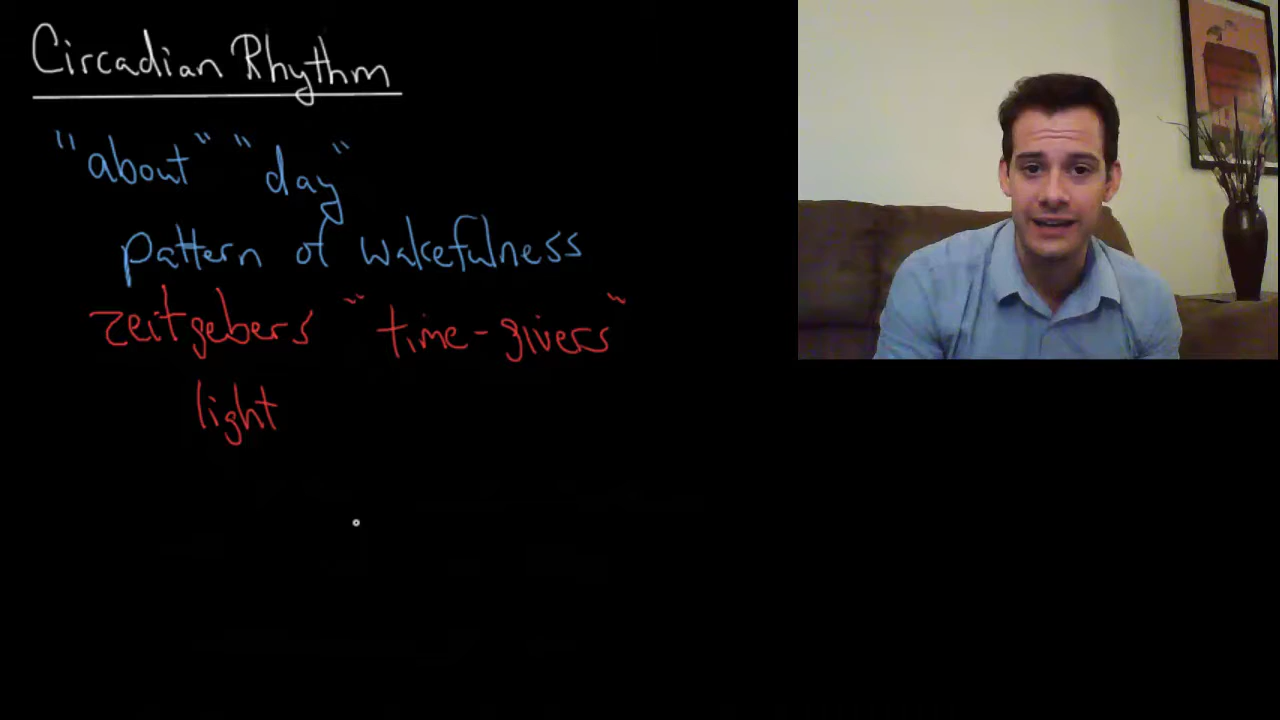 Circadian Rhythm
"about" "day"
pattern of wakefulness
zeitgebers "time-givers"
light